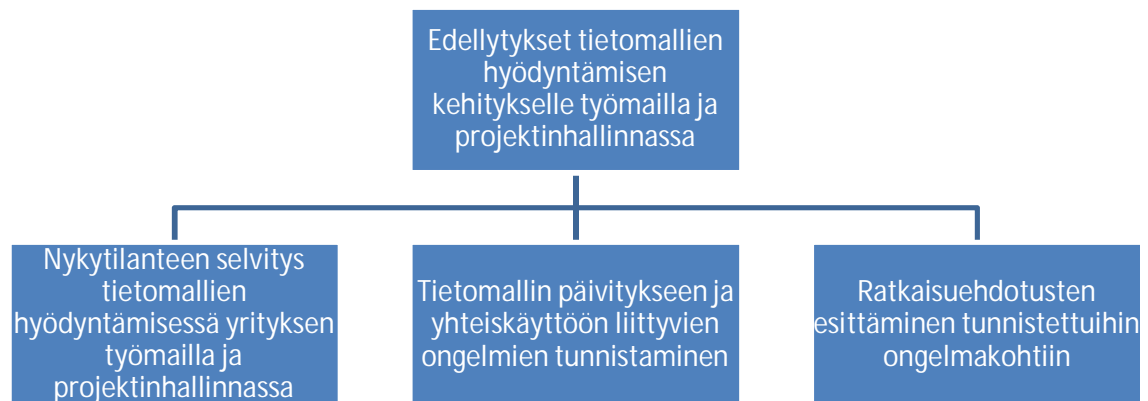 Edellytykset tietomallien
hyödyntämisen
kehitykselle työmailla ja
projektinhallinnassa
Nykytilanteen selvitys
tietomallien
hyödyntämisessä yrityksen
työmailla ja
projektinhallinnassa
Tietomallin päivitykseen ja
yhteiskäyttöön liittyvien
ongelmien tunnistaminen
Ratkaisuehdotusten
esittäminen tunnistettuihin
ongelmakohtiin